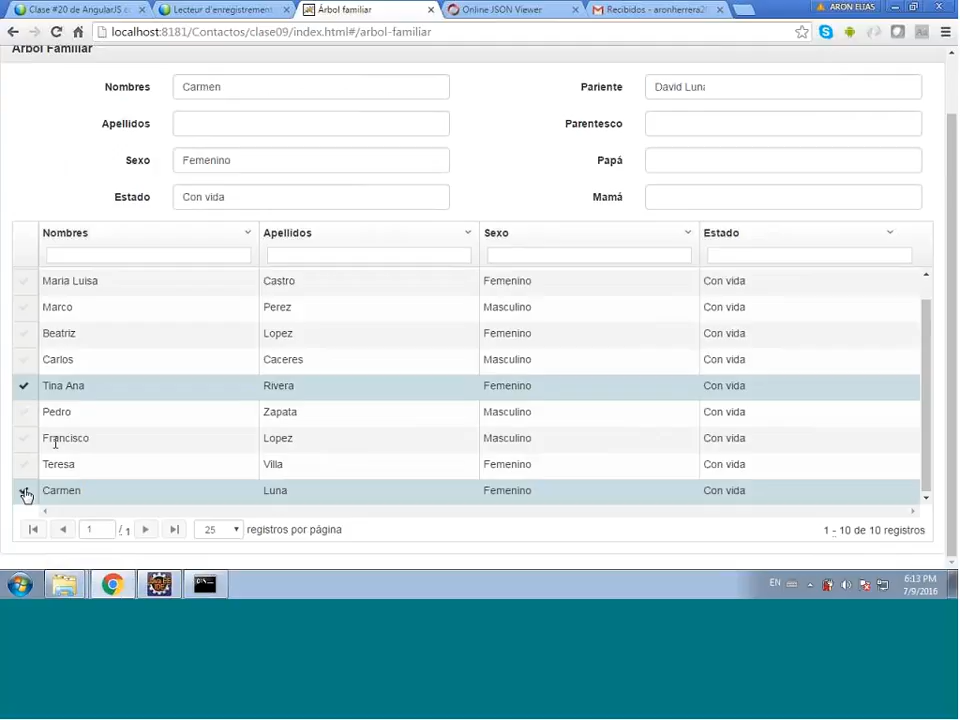 Clase #20 de AngularJS e
Lecteur d'enregistrement
Árbol familiar
Online JSON Viewer
Recibidos - aronherrera2
ARON ELIAS
localhost:8181/Contactos/clase09/index.html#/arbol-familiar
Árbol Familiar
Nombres Carmen Pariente David Luna
Apellidos Parentesco
Sexo Femenino Papá
Estado Con vida Mamá
Nombres Apellidos Sexo Estado
Maria Luisa Castro Femenino Con vida
Marco Perez Masculino Con vida
Beatriz Lopez Femenino Con vida
Carlos Caceres Masculino Con vida
Tina Ana Rivera Femenino Con vida
Pedro Zapata Masculino Con vida
Francisco Lopez Masculino Con vida
Teresa Villa Femenino Con vida
Carmen Luna Femenino Con vida
1 / 1 25 registros por página 1 - 10 de 10 registros
EN 6:13 PM
7/9/2016